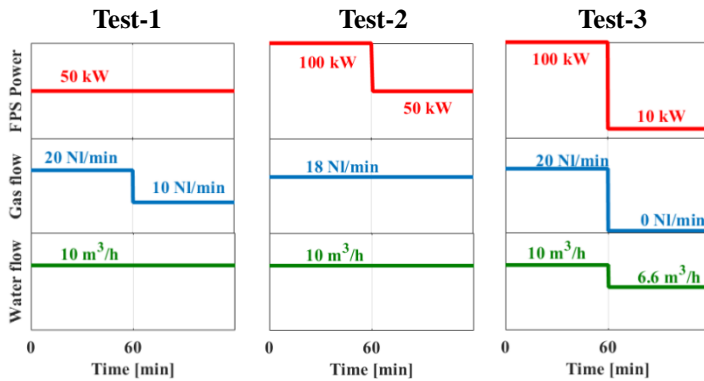 Test-1 Test-2 Test-3
FPS Power
50 kW
100 kW
50 kW
100 kW
10 kW
Gas flow
20 Nl/min
10 Nl/min
18 Nl/min
20 Nl/min
0 Nl/min
Water flow
10 m³/h
10 m³/h
10 m³/h
6.6 m³/h
0 60 0 60 0 60
Time [min] Time [min] Time [min]